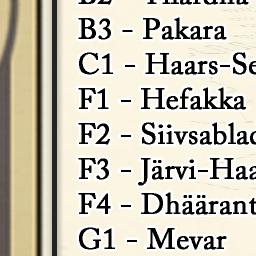 B3 - Pakara
C1 - Haars-Se
F1 - Hefakka
F2 - Siivsablad
F3 - Järvi-Haa
F4 - Dhäärant
G1 - Mevar